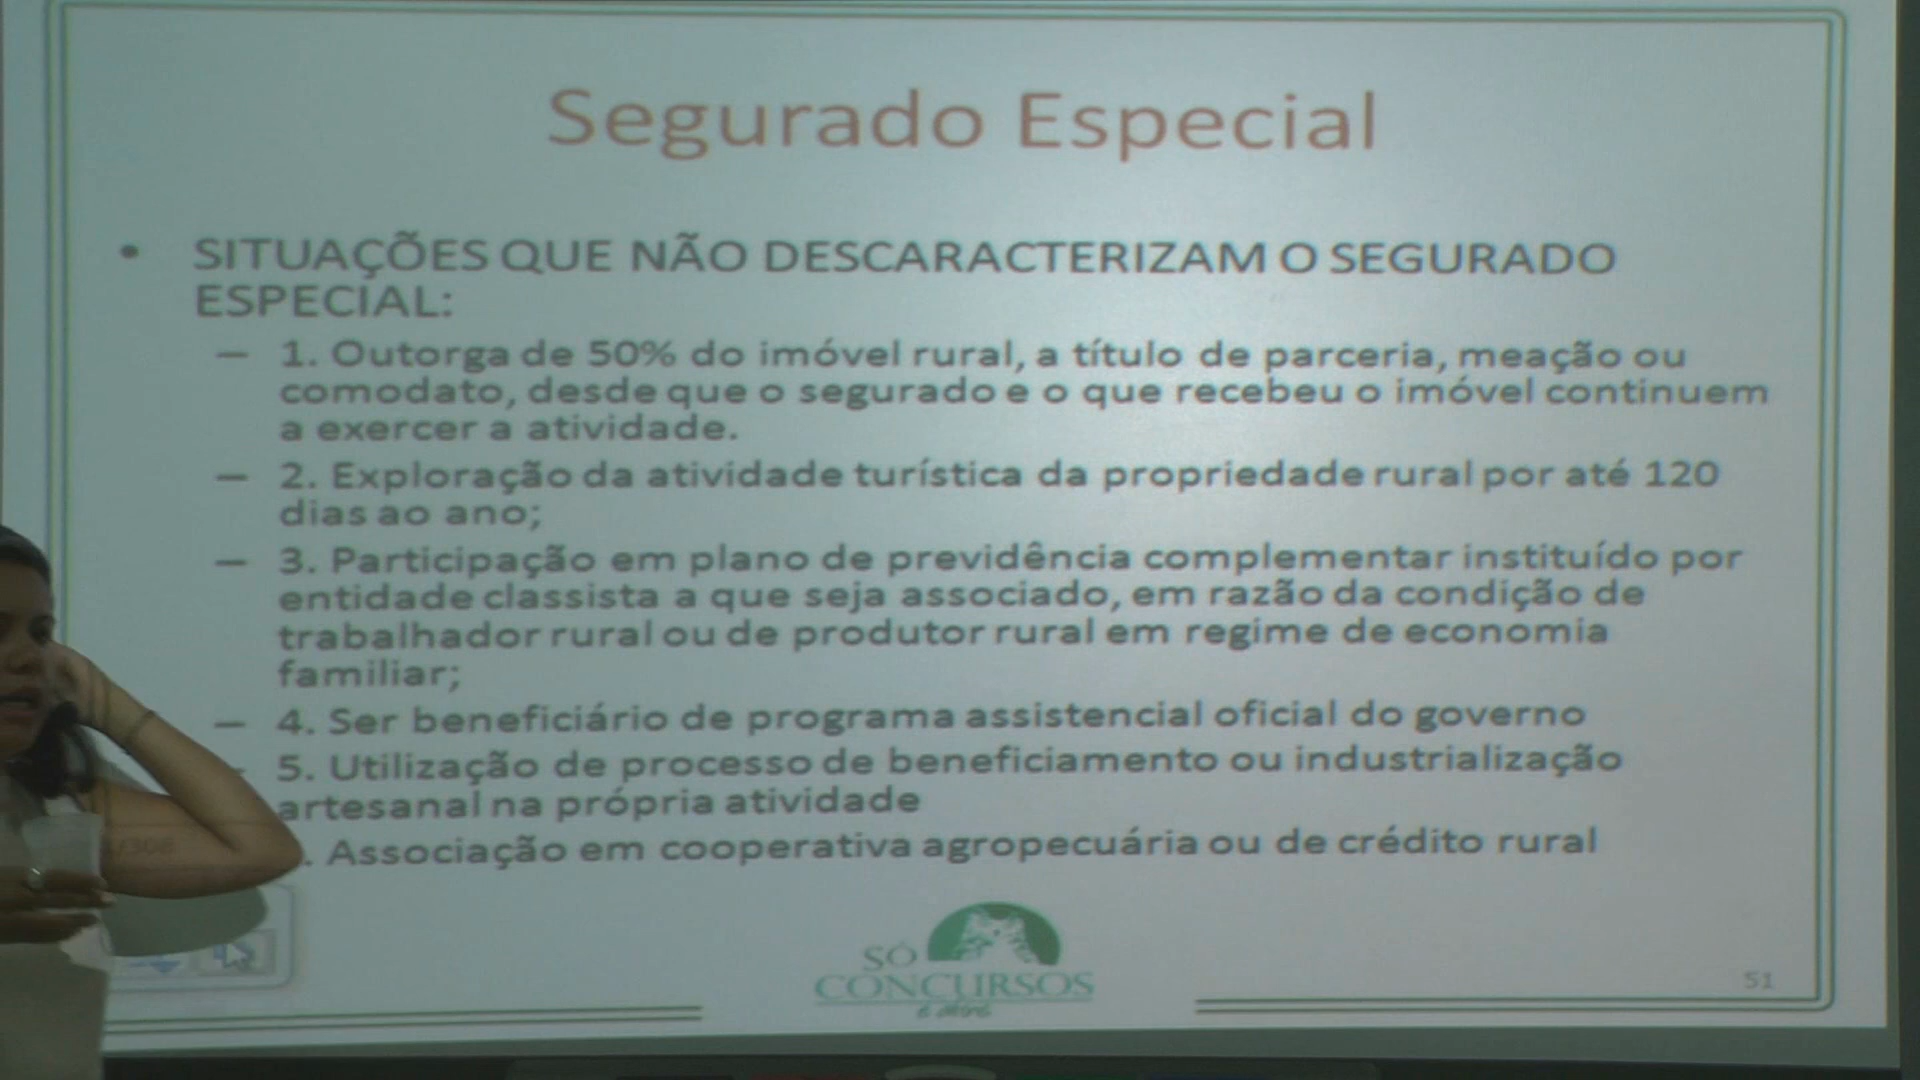 Segurado Especial
• SITUAÇÕES QUE NÃO DESCARACTERIZAM O SEGURADO
ESPECIAL:
– 1. Outorga de 50% do imóvel rural, a título de parceria, meação ou
comodato, desde que o segurado e o que recebeu o imóvel continuem
a exercer a atividade.
– 2. Exploração da atividade turística da propriedade rural por até 120
dias ao ano;
– 3. Participação em plano de previdência complementar instituído por
entidade classista a que seja associado, em razão da condição de
trabalhador rural ou de produtor rural em regime de economia
familiar;
– 4. Ser beneficiário de programa assistencial oficial do governo
5. Utilização de processo de beneficiamento ou industrialização
artesanal na própria atividade
. Associação em cooperativa agropecuária ou de crédito rural
SÓ
CONCURSOS
51